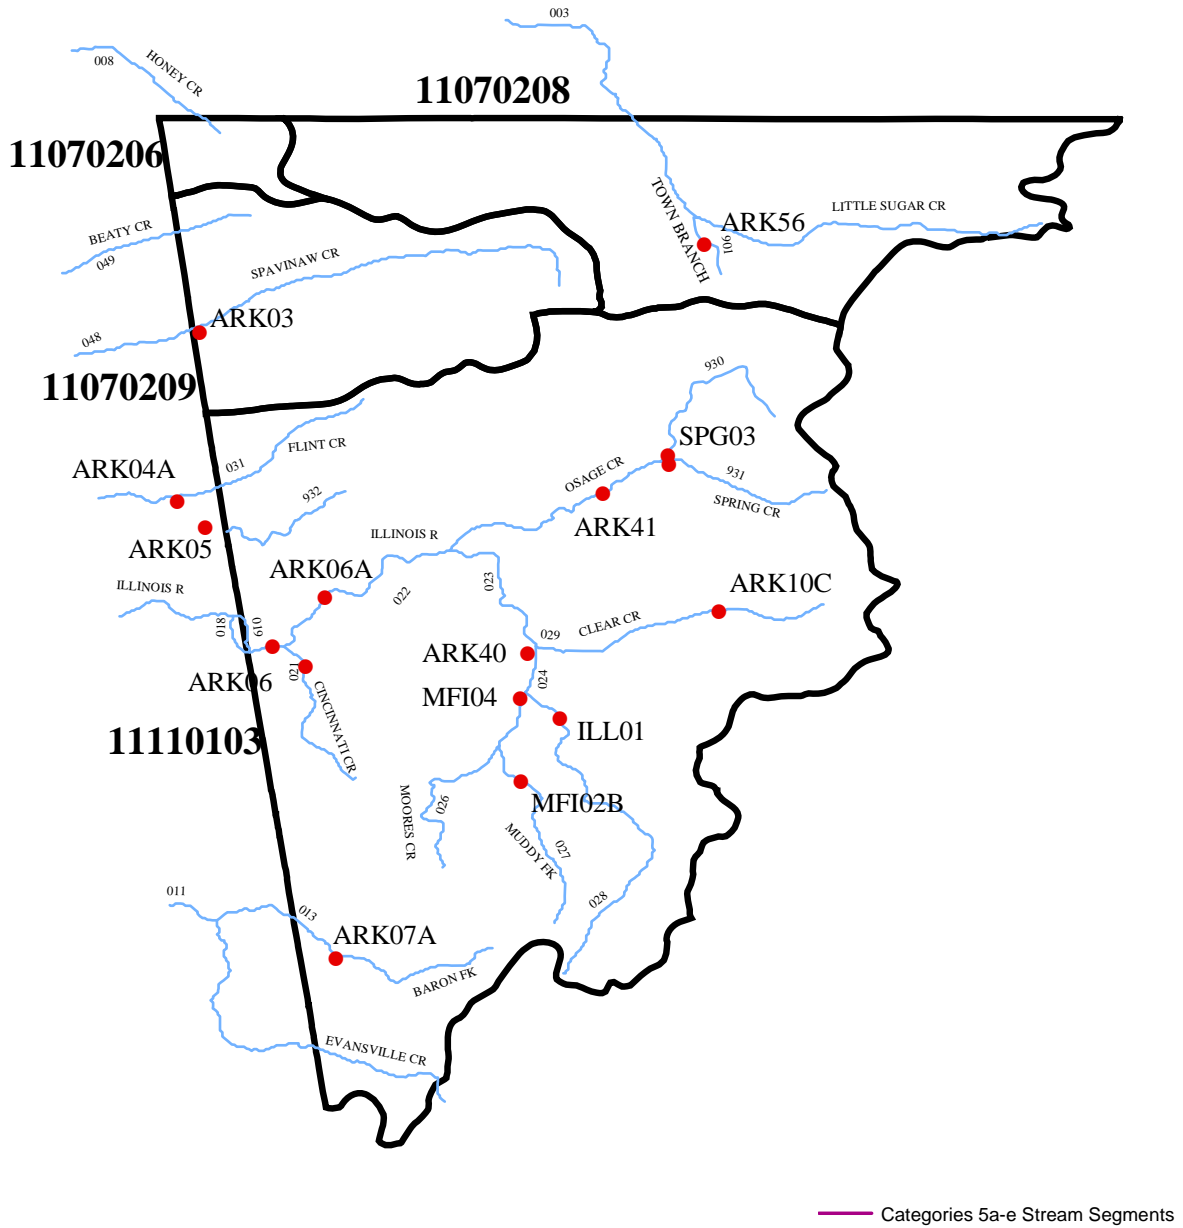 003
008
HONEY CR
11070208
11070206
TOWN BRANCH
ARK56
901
LITTLE SUGAR CR
BEATY CR
049
SPAVINAW CR
ARK03
048
11070209
930
FLINT CR
SPG03
ARK04A
031
932
OSAGE CR
931
SPRING CR
ARK41
ARK05
ILLINOIS R
ARK06A
ILLINOIS R
022
023
ARK10C
018
019
029
CLEAR CR
ARK40
ARK06
021
CINCINNATI CR
024
MFI04
ILL01
11110103
MOORES CR
026
MFI02B
MUDDY FK
027
028
011
013
ARK07A
BARON FK
EVANSVILLE CR
Categories 5a-e Stream Segments